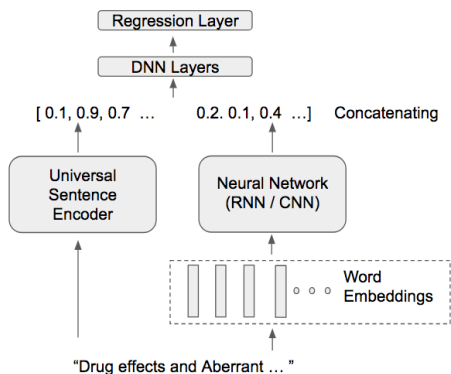 Regression Layer
DNN Layers
[ 0.1, 0.9, 0.7 … 0.2. 0.1, 0.4 …] Concatenating
Universal
Sentence
Encoder
Neural Network
(RNN / CNN)
Word
Embeddings
“Drug effects and Aberrant … ”